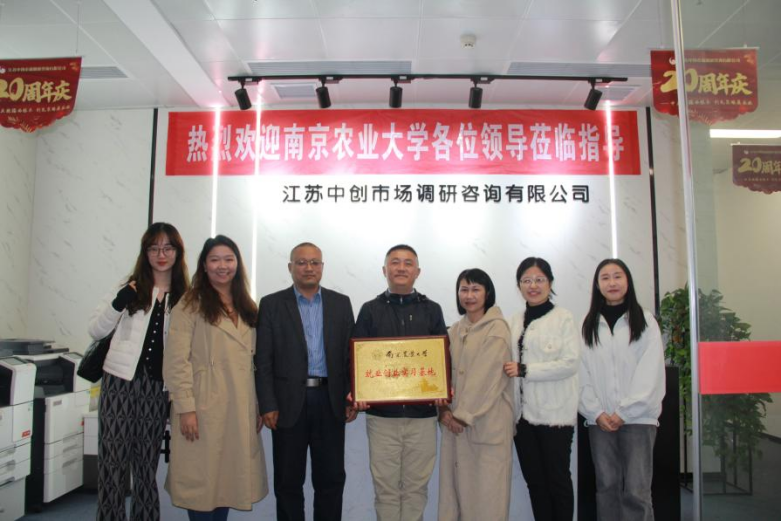 20周年庆
热烈欢迎南京农业大学各位领导莅临指导
20周年庆
江苏中创市场调研咨询有限公司
20周年庆
南京农业大学
就业创业实习基地